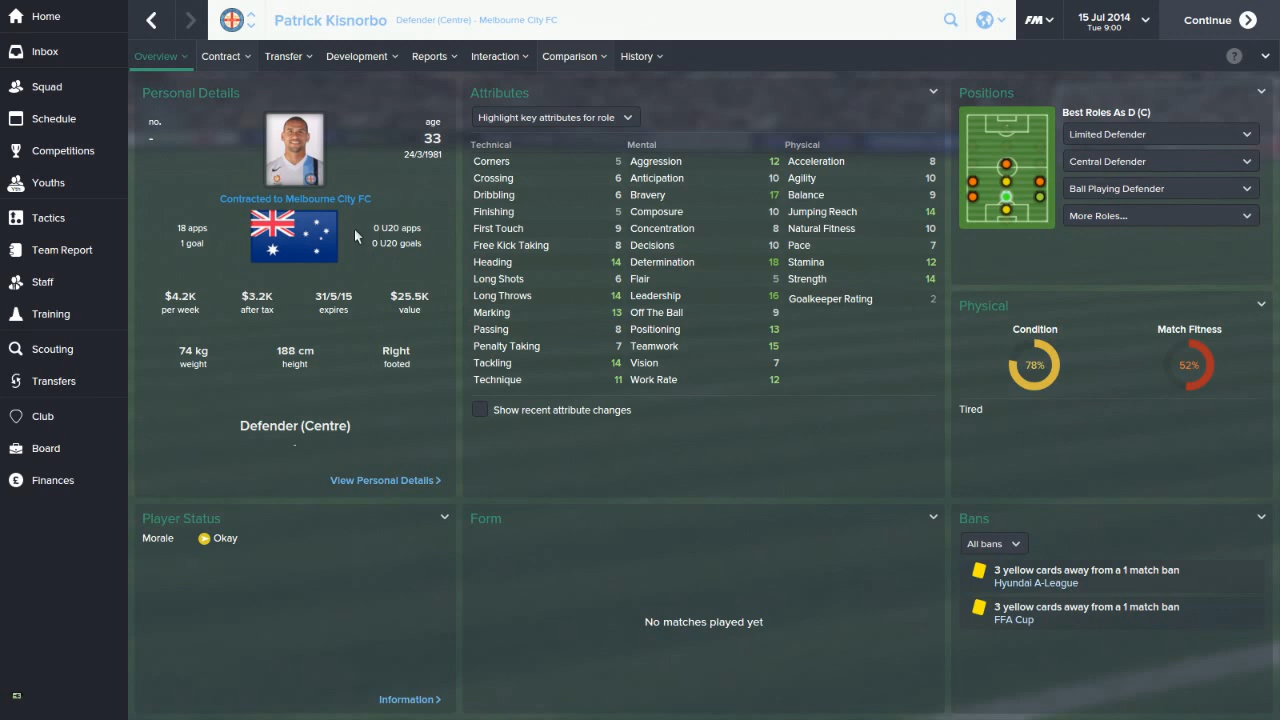 Home
Inbox
Squad
Schedule
Competitions
Youths
Tactics
Team Report
Staff
Training
Scouting
Transfers
Club
Board
Finances
Patrick Kisnorbo
Defender (Centre) - Melbourne City FC
FM
15 Jul 2014
Tue 9:00
Continue
Overview
Contract
Transfer
Development
Reports
Interaction
Comparison
History
?
Personal Details
no.
-
age
33
24/3/1981
Contracted to Melbourne City FC
18 apps
1 goal
0 U20 apps
0 U20 goals
$4.2K
per week
$3.2K
after tax
31/5/15
expires
$25.5K
value
74 kg
weight
188 cm
height
Right
footed
Defender (Centre)
-
View Personal Details >
Attributes
Highlight key attributes for role
Technical Mental Physical
Corners 5 Aggression 12 Acceleration 8
Crossing 6 Anticipation 10 Agility 10
Dribbling 6 Bravery 17 Balance 9
Finishing 5 Composure 10 Jumping Reach 14
First Touch 9 Concentration 8 Natural Fitness 10
Free Kick Taking 8 Decisions 10 Pace 7
Heading 14 Determination 18 Stamina 12
Long Shots 6 Flair 5 Strength 14
Long Throws 14 Leadership 16 Goalkeeper Rating 2
Marking 13 Off The Ball 9
Passing 8 Positioning 13
Penalty Taking 7 Teamwork 15
Tackling 14 Vision 7
Technique 11 Work Rate 12
Show recent attribute changes
Positions
Best Roles As D (C)
Limited Defender
Central Defender
Ball Playing Defender
More Roles...
Physical
Condition
78%
Match Fitness
52%
Tired
Player Status
Morale Okay
Information >
Form
No matches played yet
Bans
All bans
3 yellow cards away from a 1 match ban
Hyundai A-League
3 yellow cards away from a 1 match ban
FFA Cup